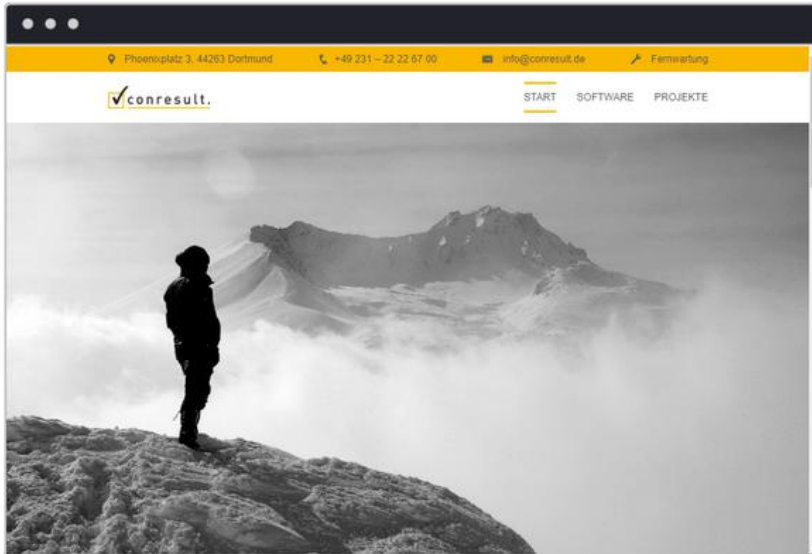 Phoenixplatz 3, 44263 Dortmund +49 231 – 22 22 67 00 info@conresult.de Fernwartung
conresult. START SOFTWARE PROJEKTE